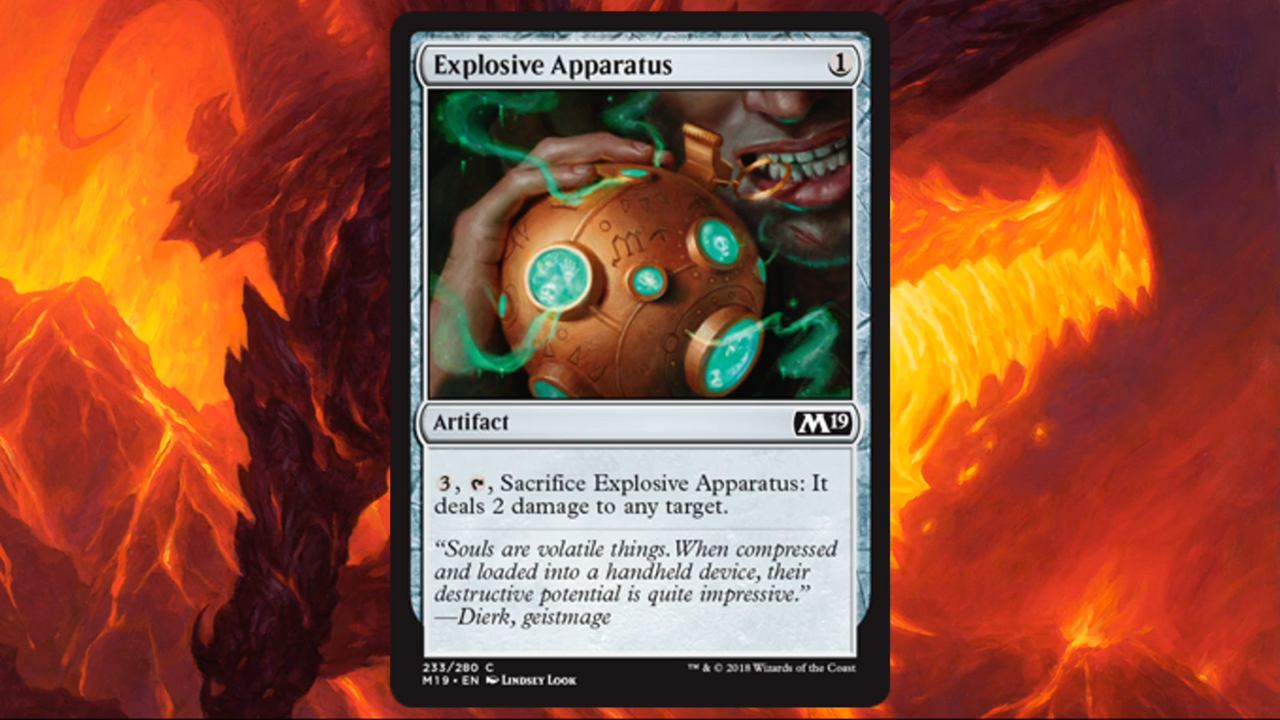 Explosive Apparatus 1
Artifact M19
3, , Sacrifice Explosive Apparatus: It
deals 2 damage to any target.
“Souls are volatile things. When compressed
and loaded into a handheld device, their
destructive potential is quite impressive.”
—Dierk, geistmage
233/280 C ™ & © 2018 Wizards of the Coast
M19 • EN Lindsey Look